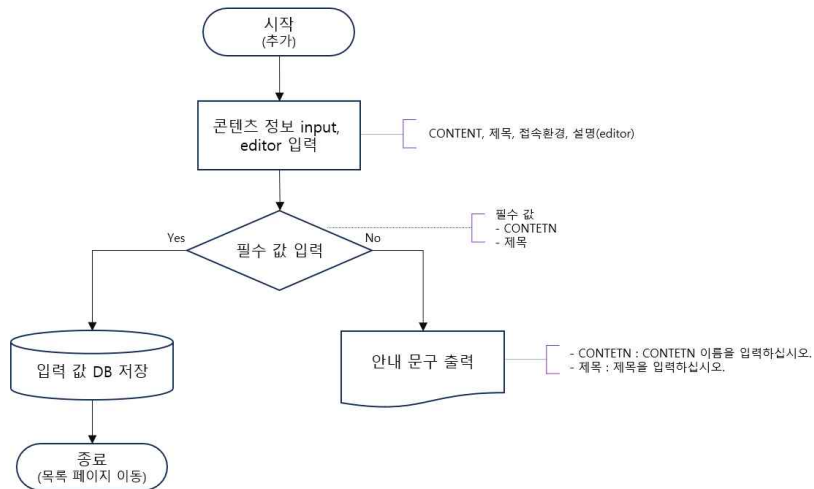 시작
(추가)
콘텐츠 정보 input,
editor 입력
CONTENT, 제목, 접속환경, 설명(editor)
필수 값
- CONTETN
- 제목
Yes
필수 값 입력
No
입력 값 DB 저장
안내 문구 출력
- CONTETN : CONTETN 이름을 입력하십시오.
- 제목 : 제목을 입력하십시오.
종료
(목록 페이지 이동)